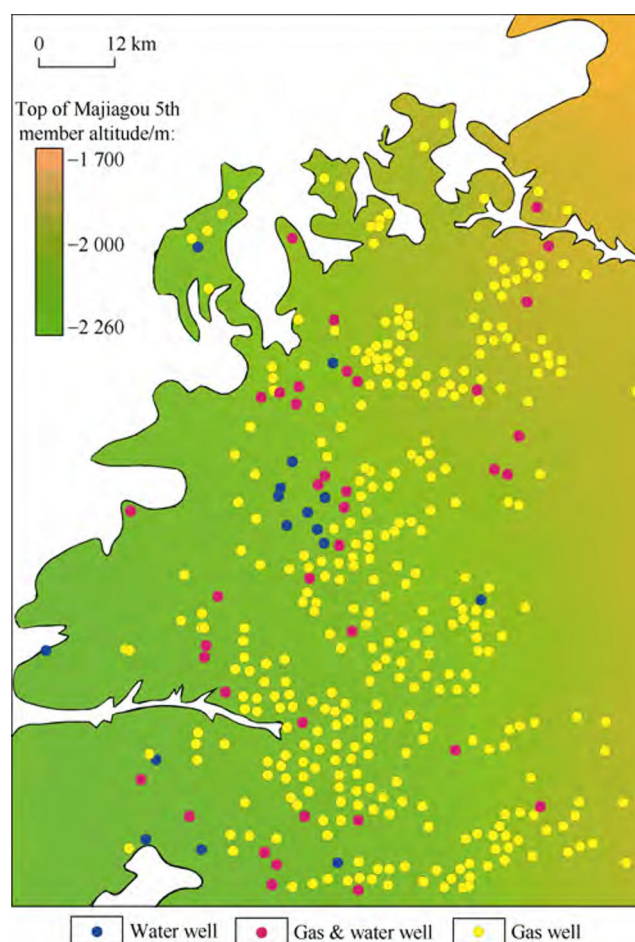 0 12 km
Top of Majiagou 5th
member altitude/m:
−1 700
−2 000
−2 260
Water well Gas & water well Gas well